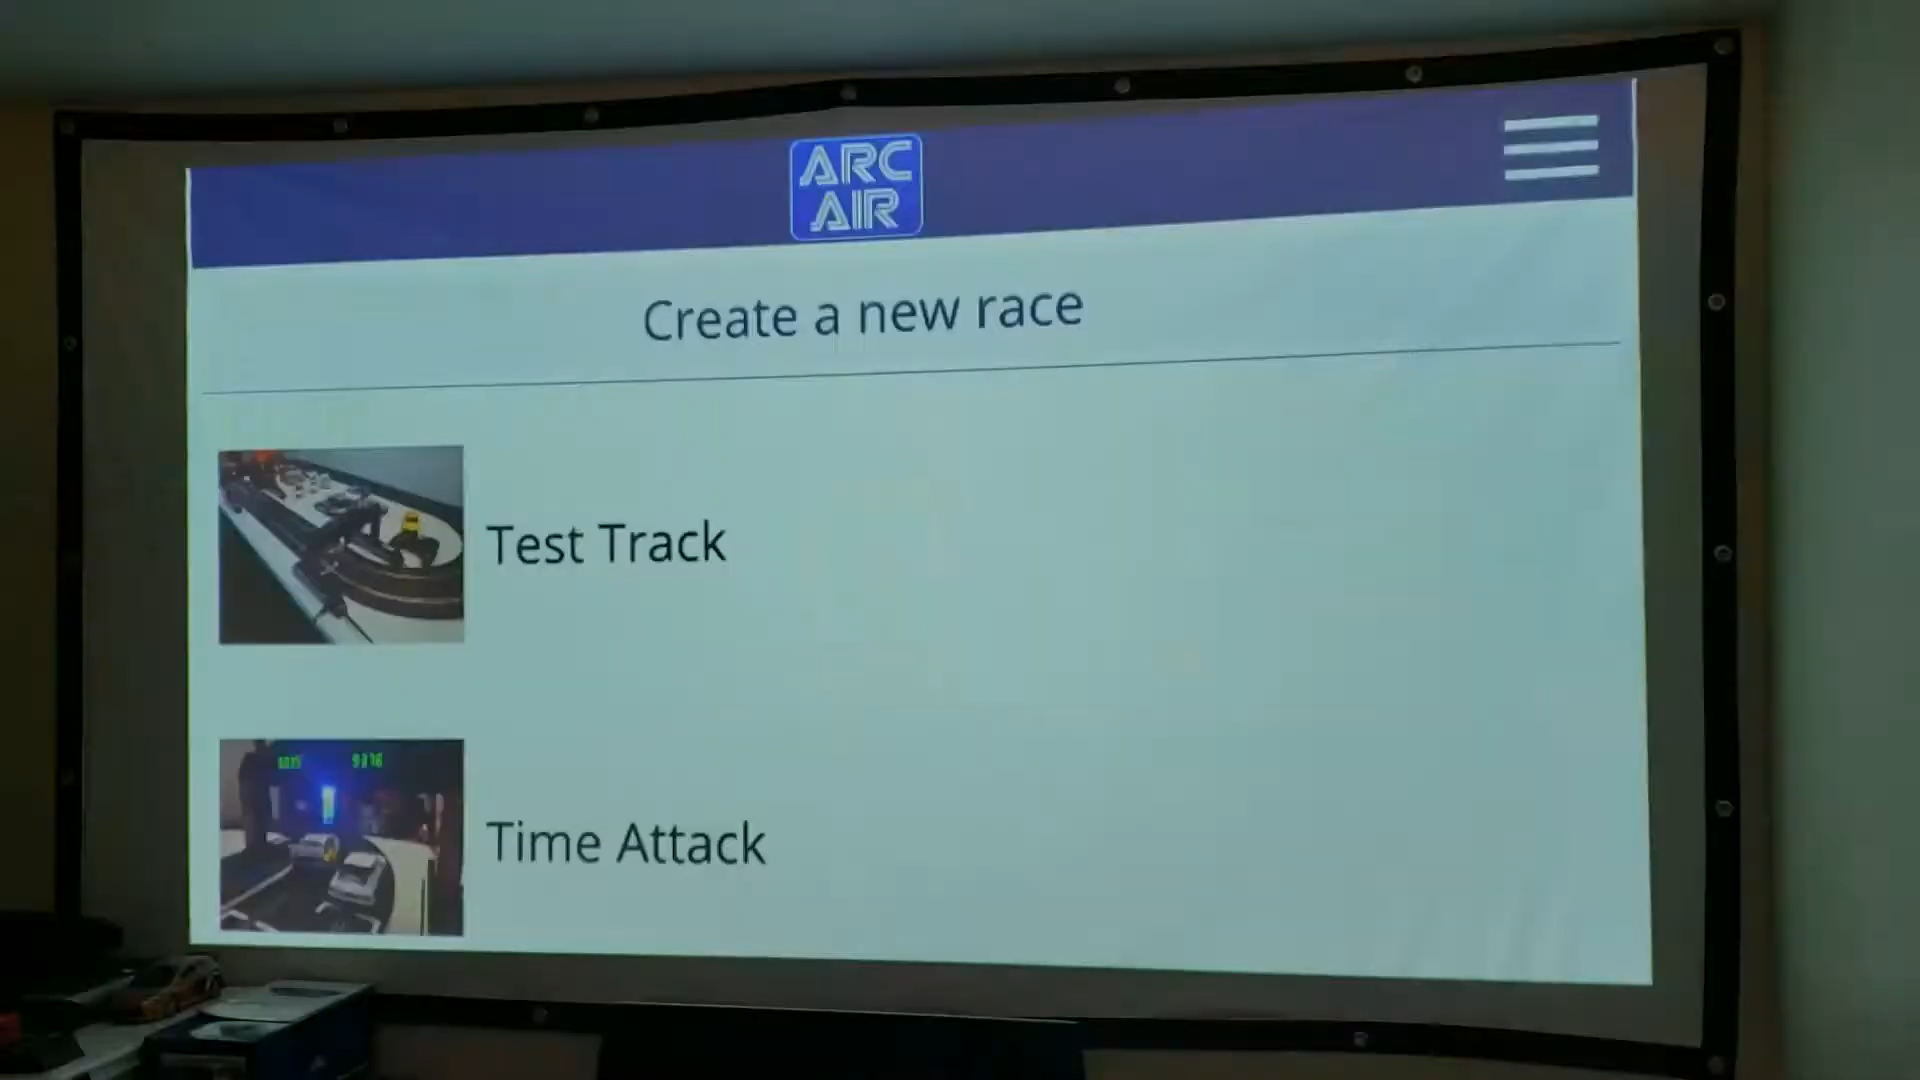 ARC
AIR
Create a new race
Test Track
Time Attack